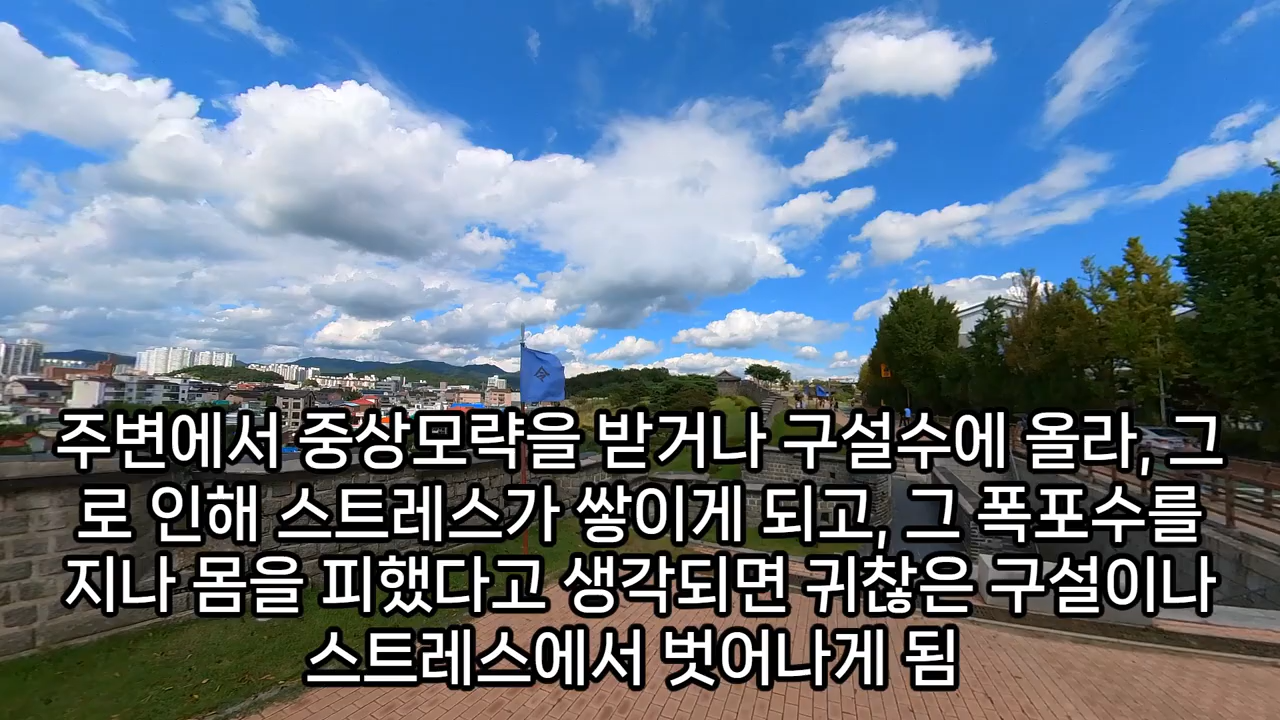 주변에서 중상모략을 받거나 구설수에 올라, 그
로 인해 스트레스가 쌓이게 되고, 그 폭포수를
지나 몸을 피했다고 생각되면 귀찮은 구설이나
스트레스에서 벗어나게 됨